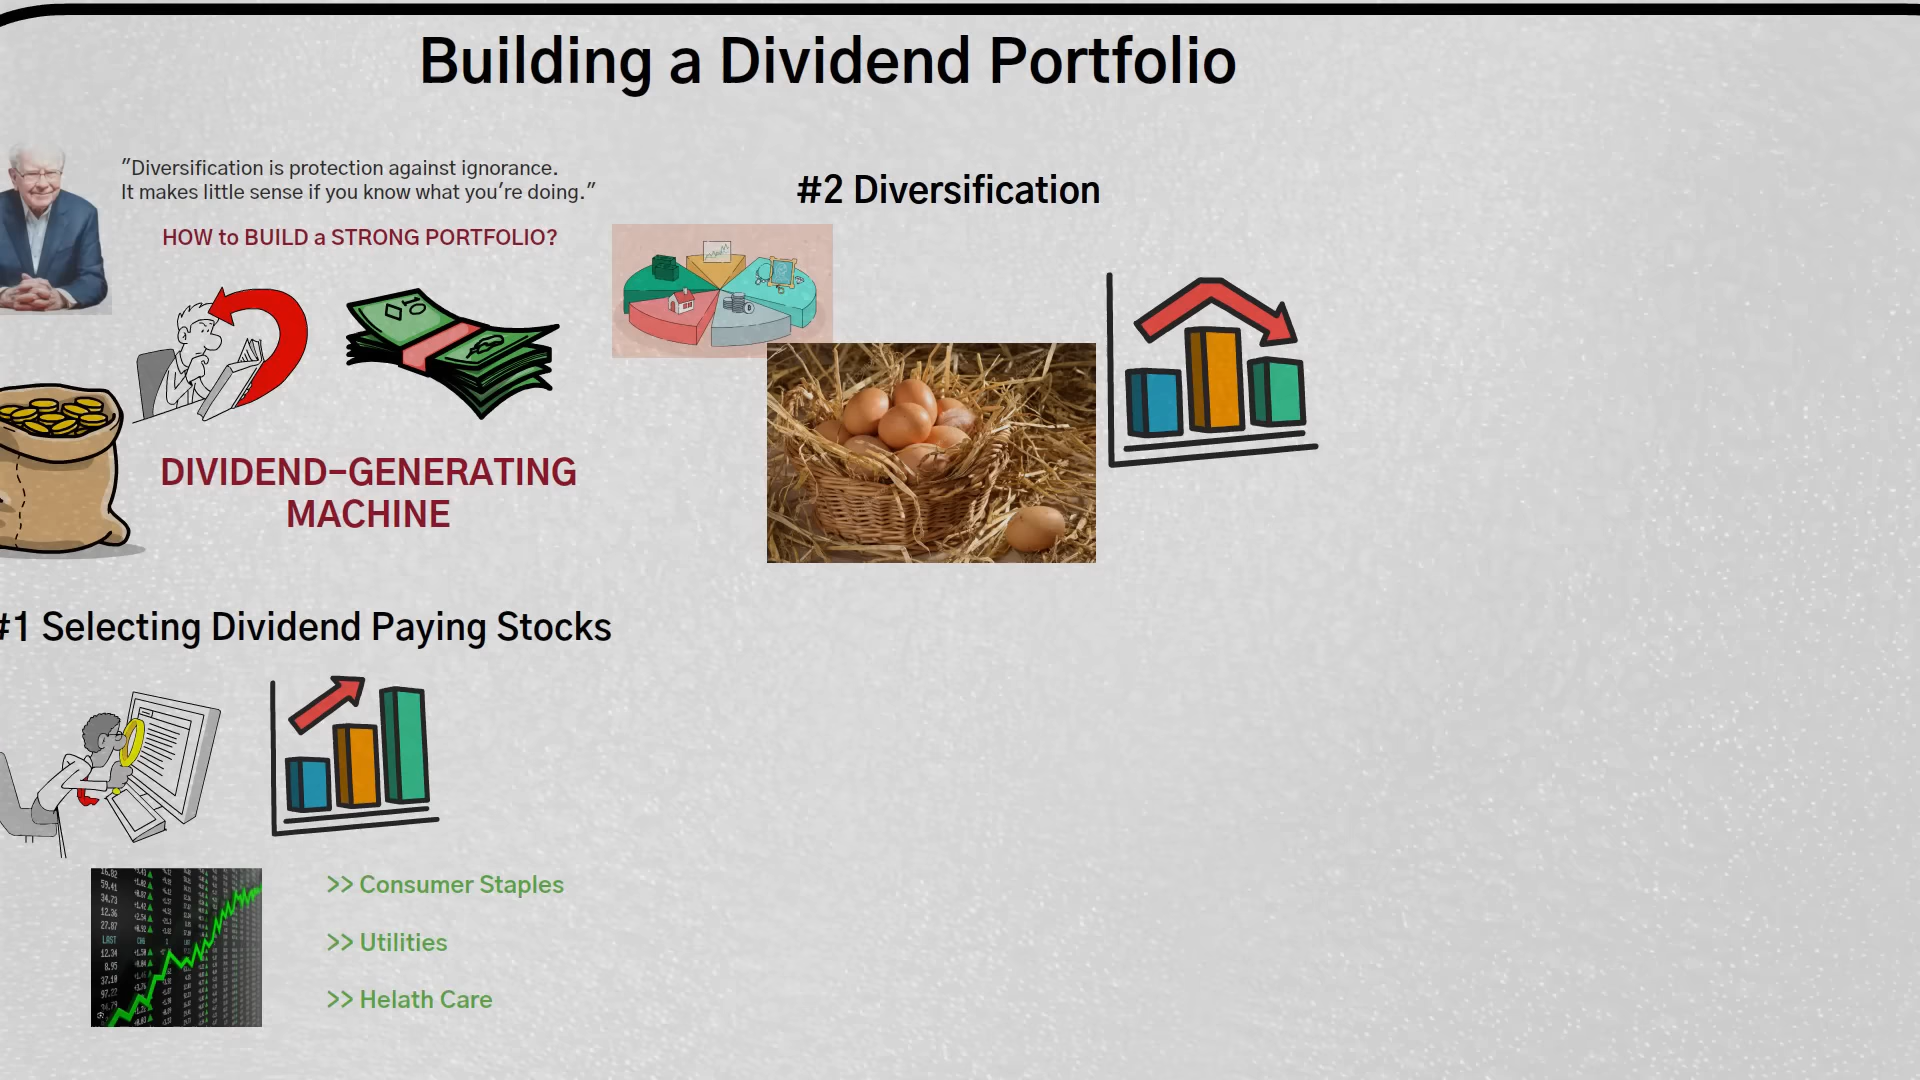 Building a Dividend Portfolio
"Diversification is protection against ignorance.
It makes little sense if you know what you're doing."
HOW to BUILD a STRONG PORTFOLIO?
DIVIDEND-GENERATING
MACHINE
#1 Selecting Dividend Paying Stocks
>> Consumer Staples
>> Utilities
>> Helath Care
#2 Diversification